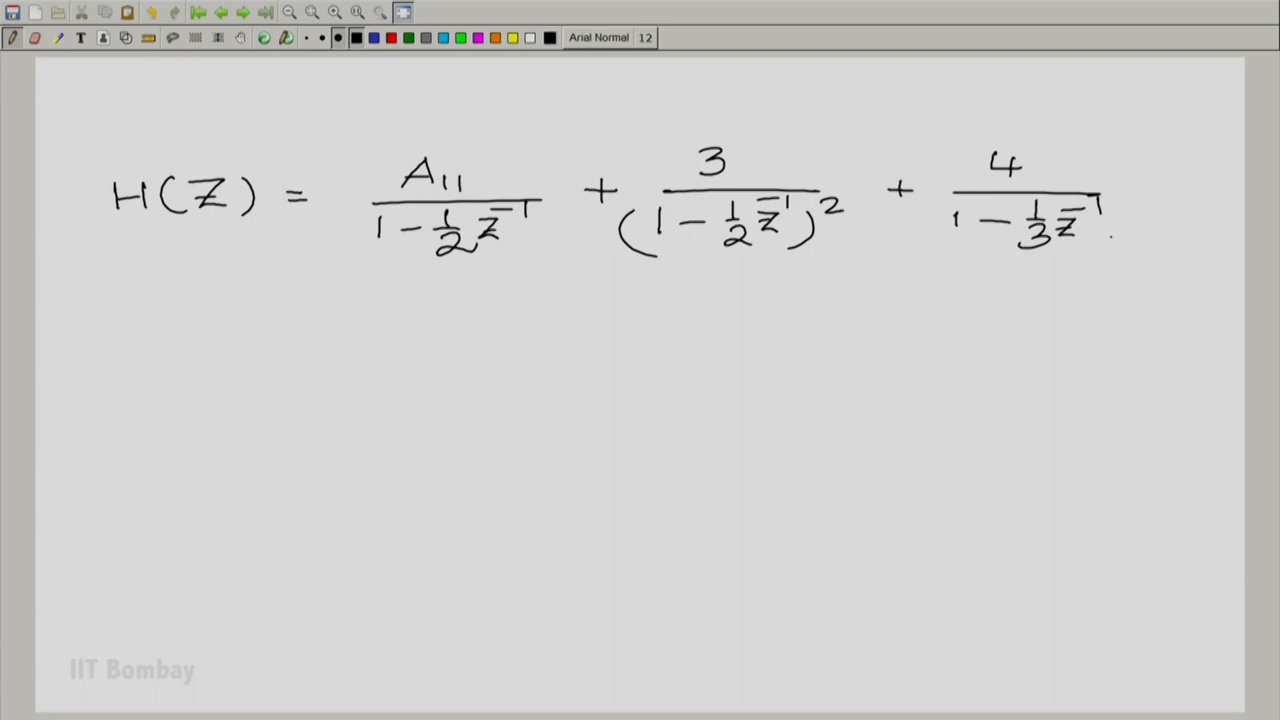 Arial Normal 12
H(Z) = A₁₁ / (1 - ½ z⁻¹) + 3 / (1 - ½ z⁻¹)² + 4 / (1 - ⅓ z⁻¹)
IIT Bombay